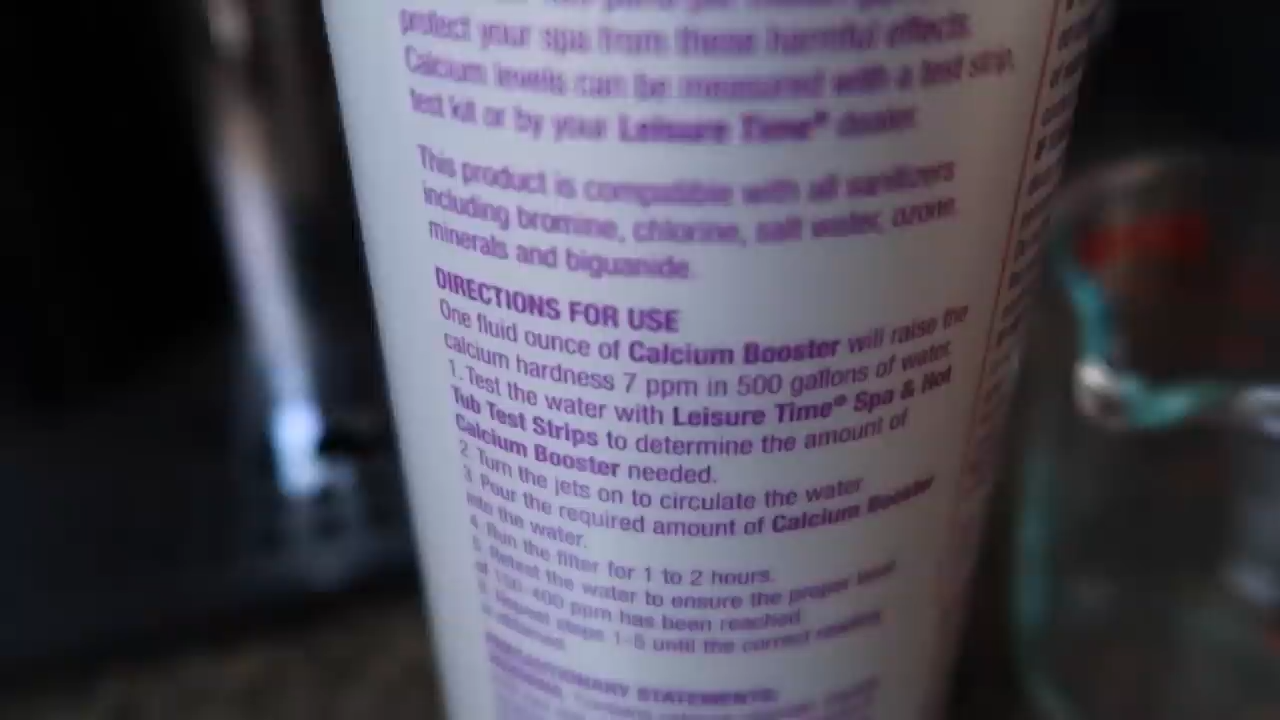 protect your spa from these harmful effects.
Calcium levels can be measured with a test strip,
test kit or by your Leisure Time® dealer.
This product is compatible with all sanitizers
including bromine, chlorine, salt water, ozone,
minerals and biguanide.
DIRECTIONS FOR USE
One fluid ounce of Calcium Booster will raise the
calcium hardness 7 ppm in 500 gallons of water.
1. Test the water with Leisure Time® Spa & Hot
Tub Test Strips to determine the amount of
Calcium Booster needed.
2. Turn the jets on to circulate the water.
3. Pour the required amount of Calcium Booster
into the water.
4. Run the filter for 1 to 2 hours.
5. Retest the water to ensure the proper level
of 150-400 ppm has been reached.
6. Repeat steps 1-5 until the correct reading
is obtained.
PRECAUTIONARY STATEMENTS: